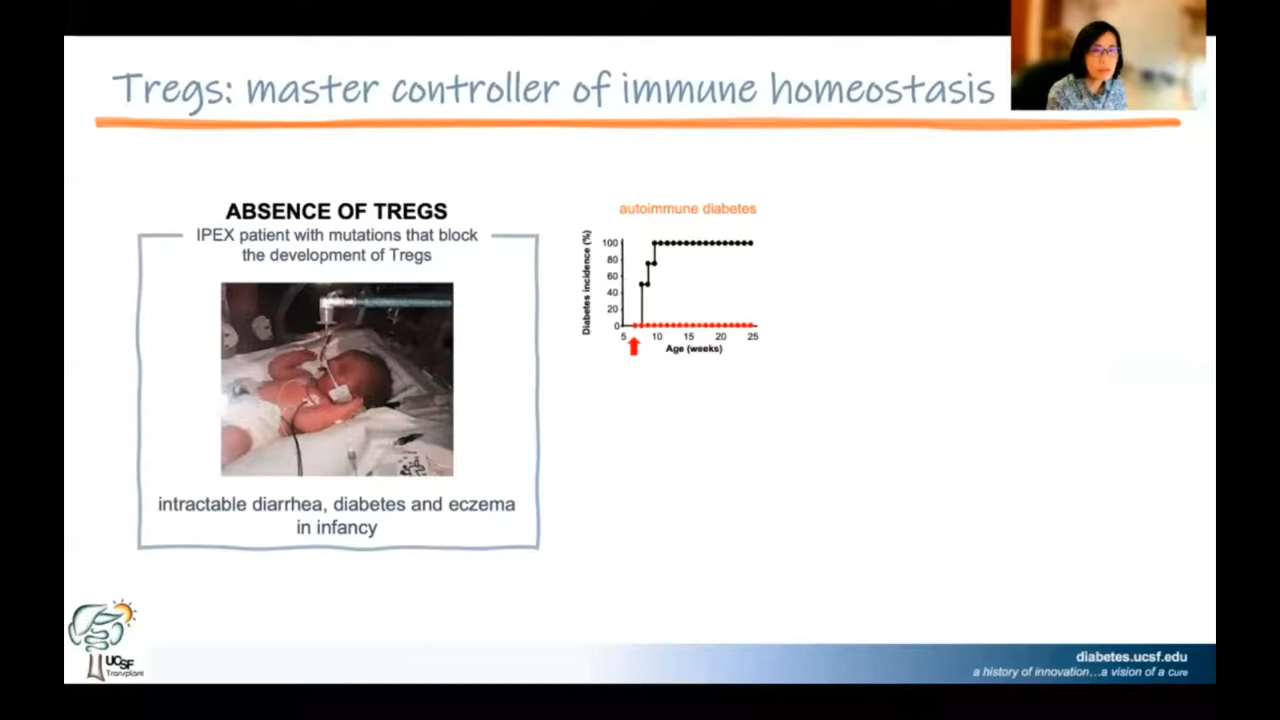 Tregs: master controller of immune homeostasis
ABSENCE OF TREGS
IPEX patient with mutations that block
the development of Tregs
intractable diarrhea, diabetes and eczema
in infancy
autoimmune diabetes
Diabetes incidence (%)
100
80
60
40
20
0
5 10 15 20 25
Age (weeks)
UCSF
Transplant
diabetes.ucsf.edu
a history of innovation...a vision of a cure